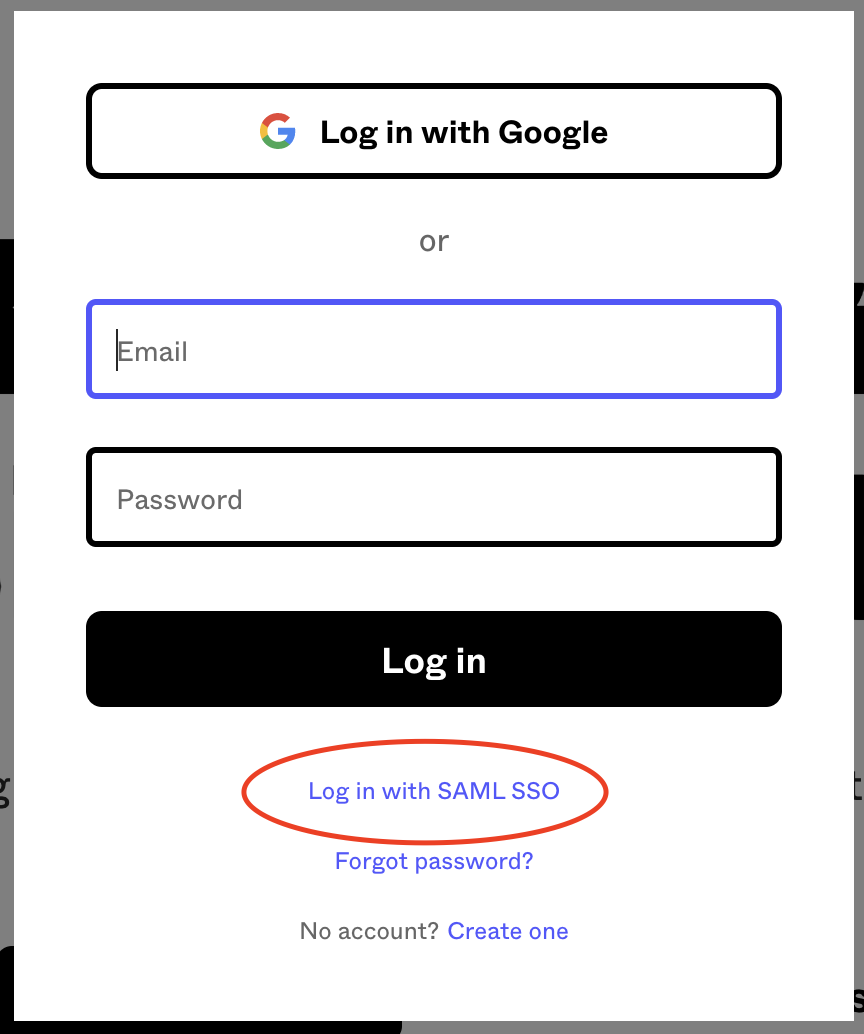 Log in with Google
or
Email
Password
Log in
Log in with SAML SSO
Forgot password?
No account? Create one